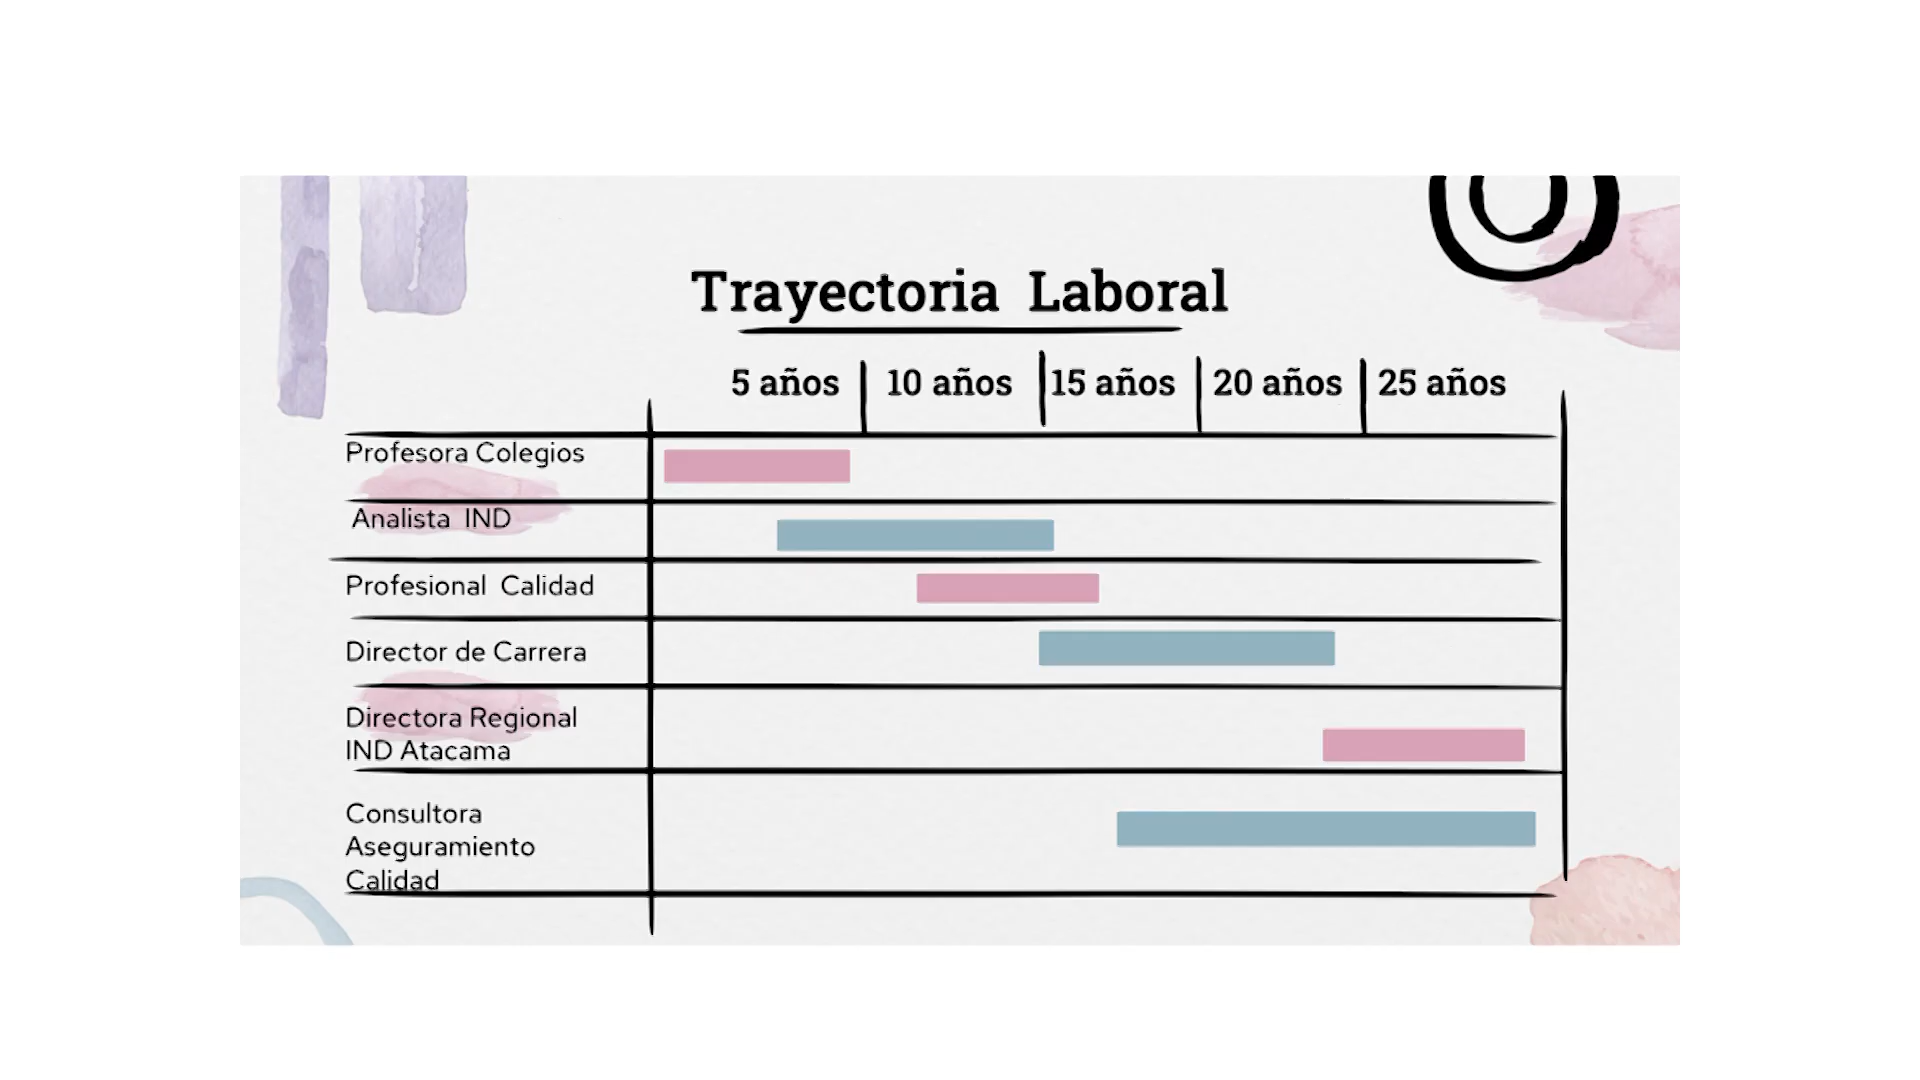 Trayectoria Laboral
5 años 10 años 15 años 20 años 25 años
Profesora Colegios
Analista IND
Profesional Calidad
Director de Carrera
Directora Regional
IND Atacama
Consultora
Aseguramiento
Calidad